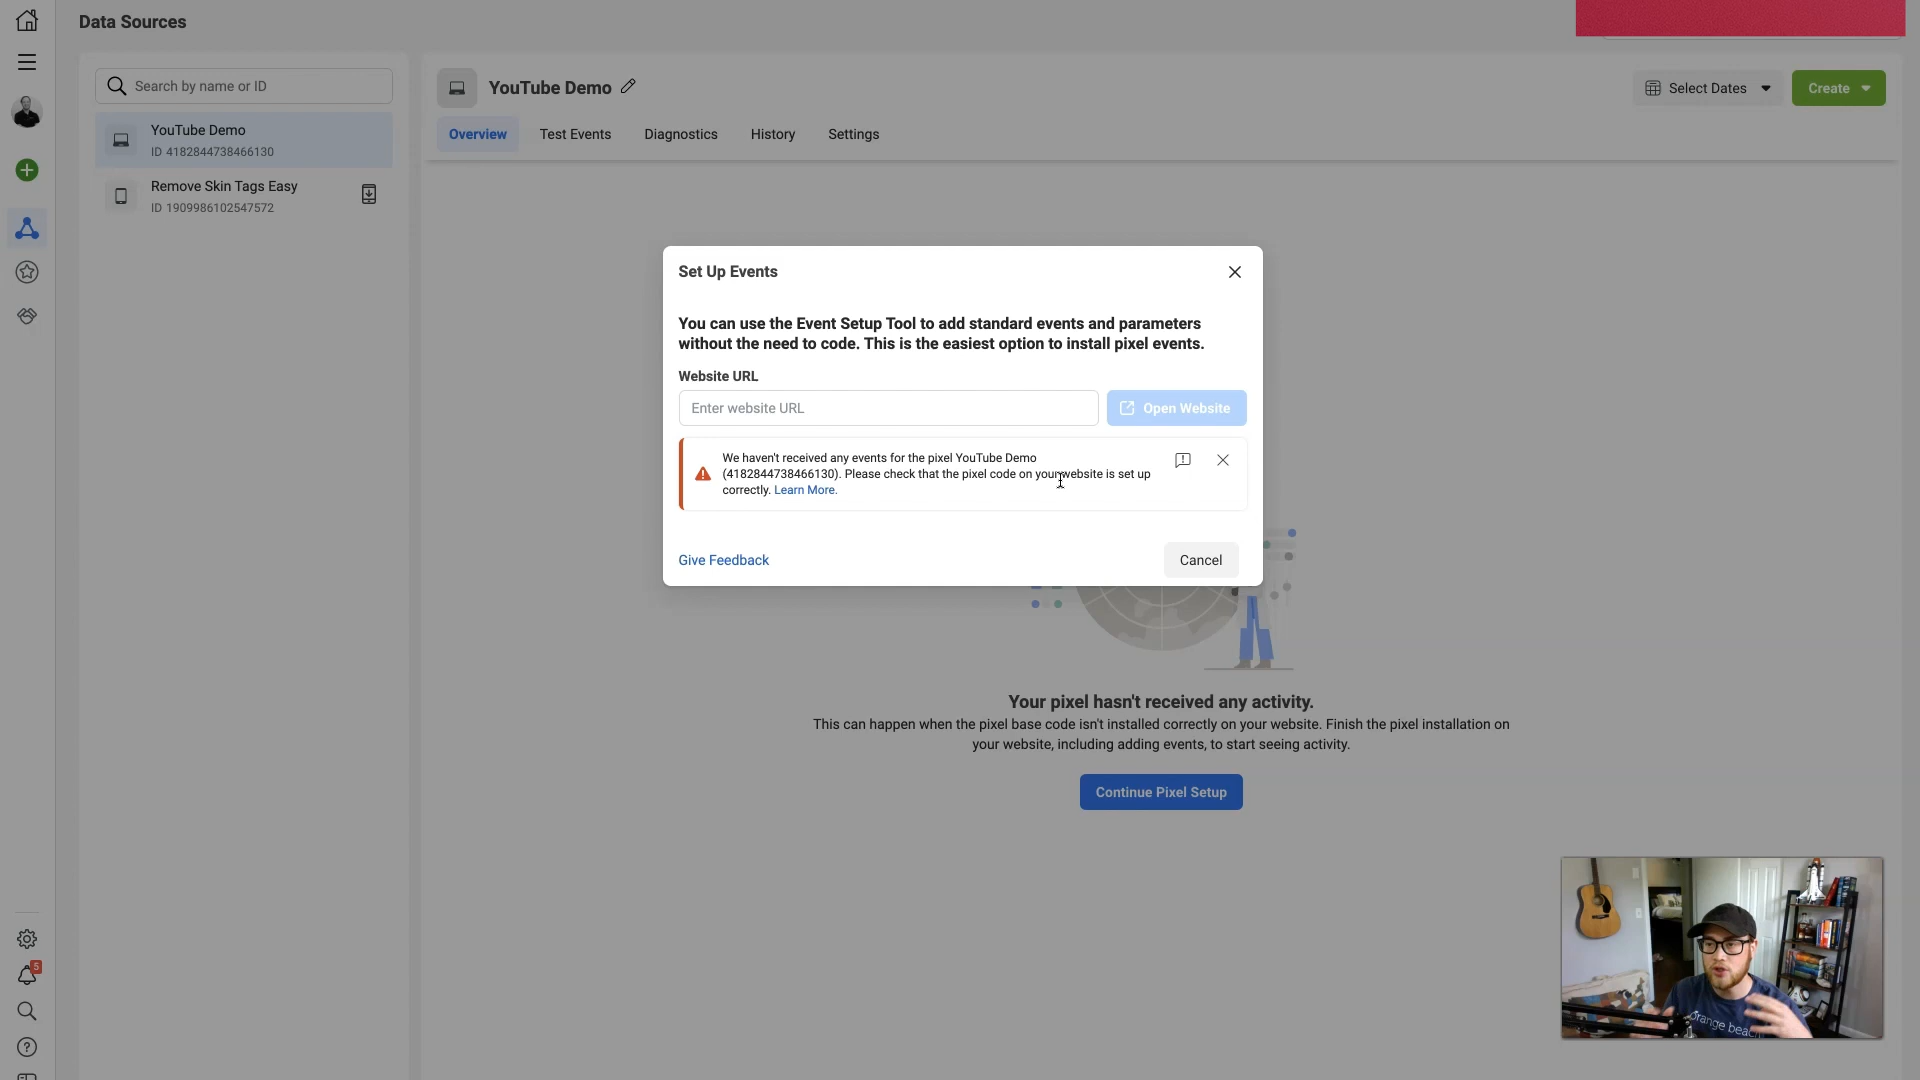 Data Sources
Search by name or ID
YouTube Demo
ID 4182844738466130
Remove Skin Tags Easy
ID 1909986102547572
YouTube Demo
Select Dates
Create
Overview
Test Events
Diagnostics
History
Settings
Set Up Events
You can use the Event Setup Tool to add standard events and parameters
without the need to code. This is the easiest option to install pixel events.
Website URL
Enter website URL
Open Website
We haven't received any events for the pixel YouTube Demo
(4182844738466130). Please check that the pixel code on your website is set up
correctly. Learn More.
Give Feedback
Cancel
Your pixel hasn't received any activity.
This can happen when the pixel base code isn't installed correctly on your website. Finish the pixel installation on
your website, including adding events, to start seeing activity.
Continue Pixel Setup
5
orange beac